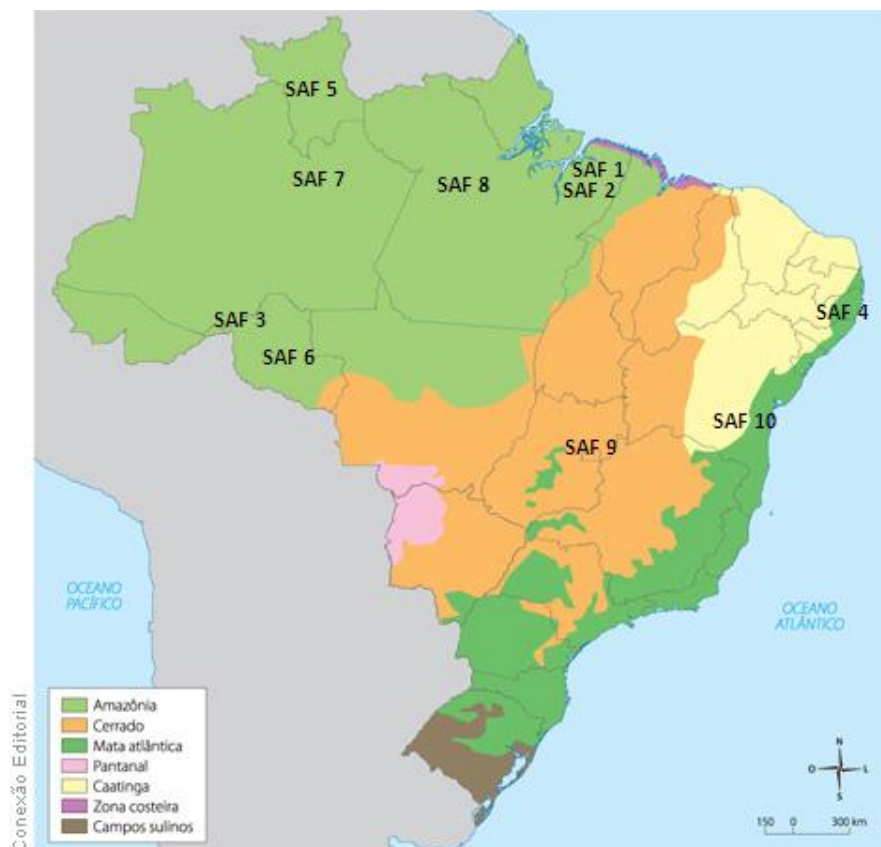 SAF 5
SAF 7
SAF 8
SAF 1
SAF 2
SAF 3
SAF 6
SAF 4
SAF 10
SAF 9
OCEANO
PACÍFICO
OCEANO
ATLÂNTICO
Conexão Editorial
Amazônia
Cerrado
Mata atlântica
Pantanal
Caatinga
Zona costeira
Campos sulinos
N
O
L
S
150 0 300 km